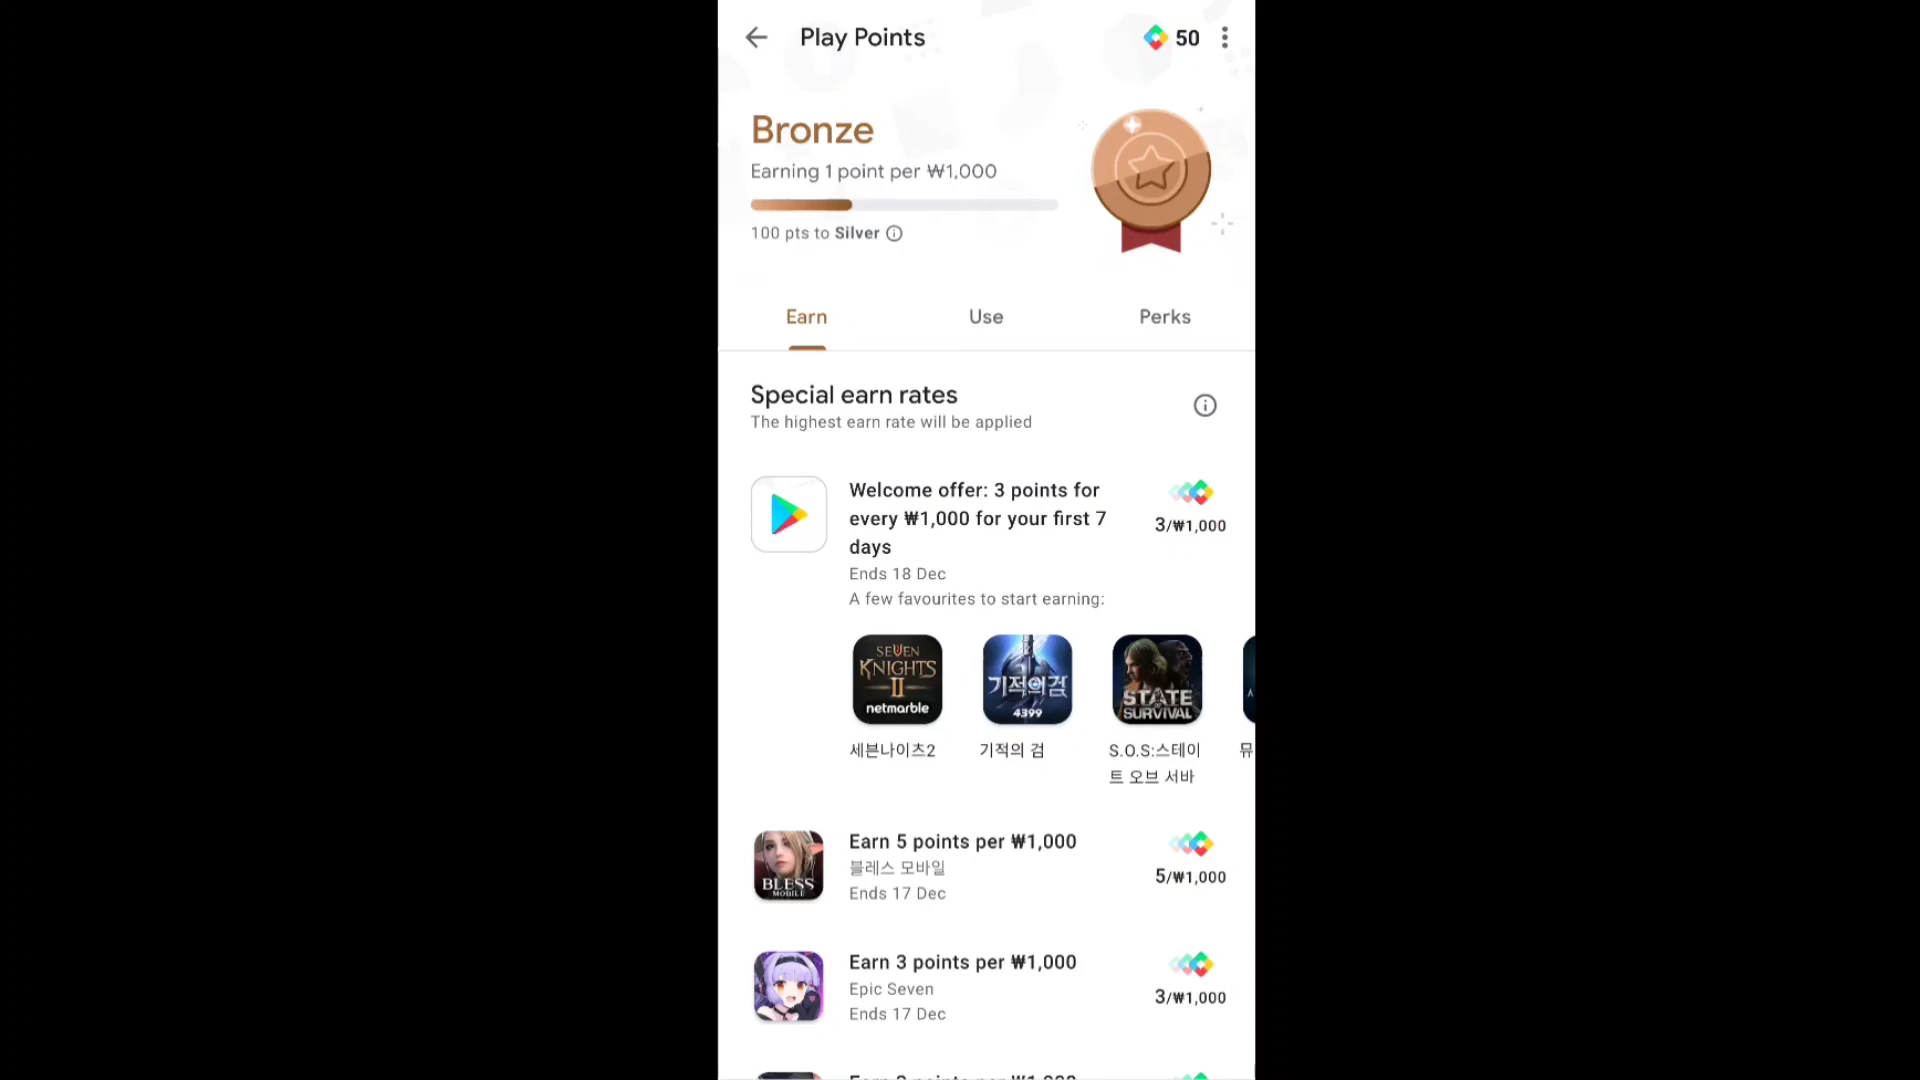 Play Points
50
Bronze
Earning 1 point per ₩1,000
100 pts to Silver
Earn
Use
Perks
Special earn rates
The highest earn rate will be applied
Welcome offer: 3 points for
every ₩1,000 for your first 7
days
3/₩1,000
Ends 18 Dec
A few favourites to start earning:
SEVEN
KNIGHTS
II
netmarble
기적의검
4399
STATE
OF
SURVIVAL
세븐나이츠2
기적의 검
S.O.S:스테이
트 오브 서바
뮤
Earn 5 points per ₩1,000
블레스 모바일
Ends 17 Dec
5/₩1,000
BLESS
MOBILE
Earn 3 points per ₩1,000
Epic Seven
Ends 17 Dec
3/₩1,000